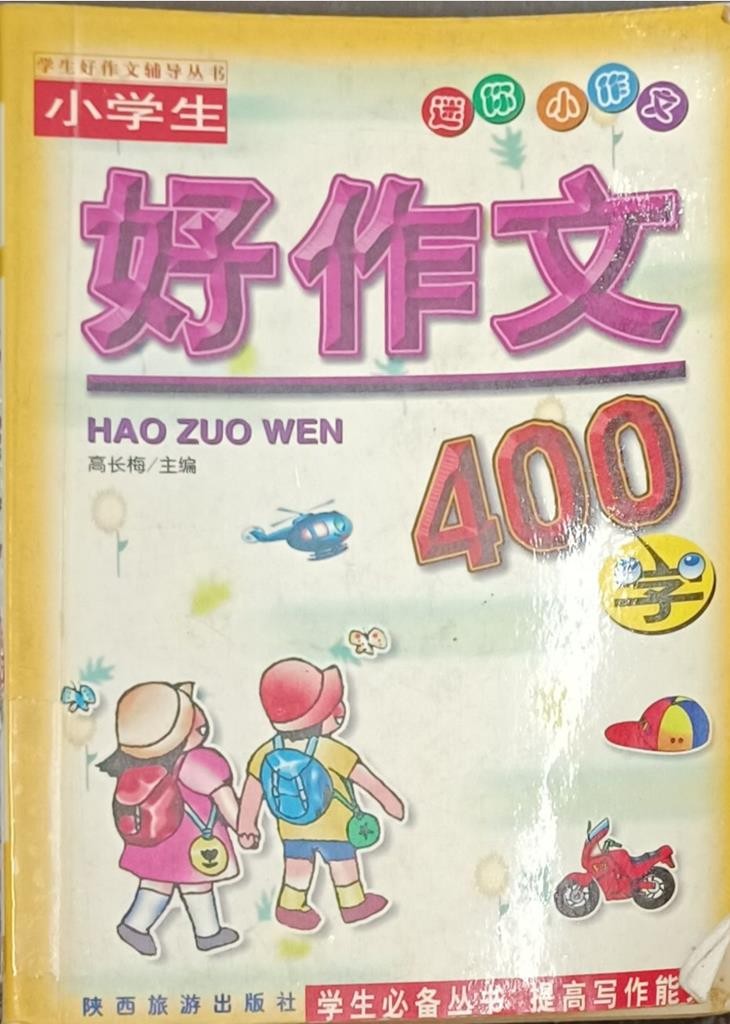 学生好作文辅导丛书
小学生
迷你小作文
好作文
HAO ZUO WEN
高长梅/主编
400
字
陕西旅游出版社
学生必备丛书 提高写作能